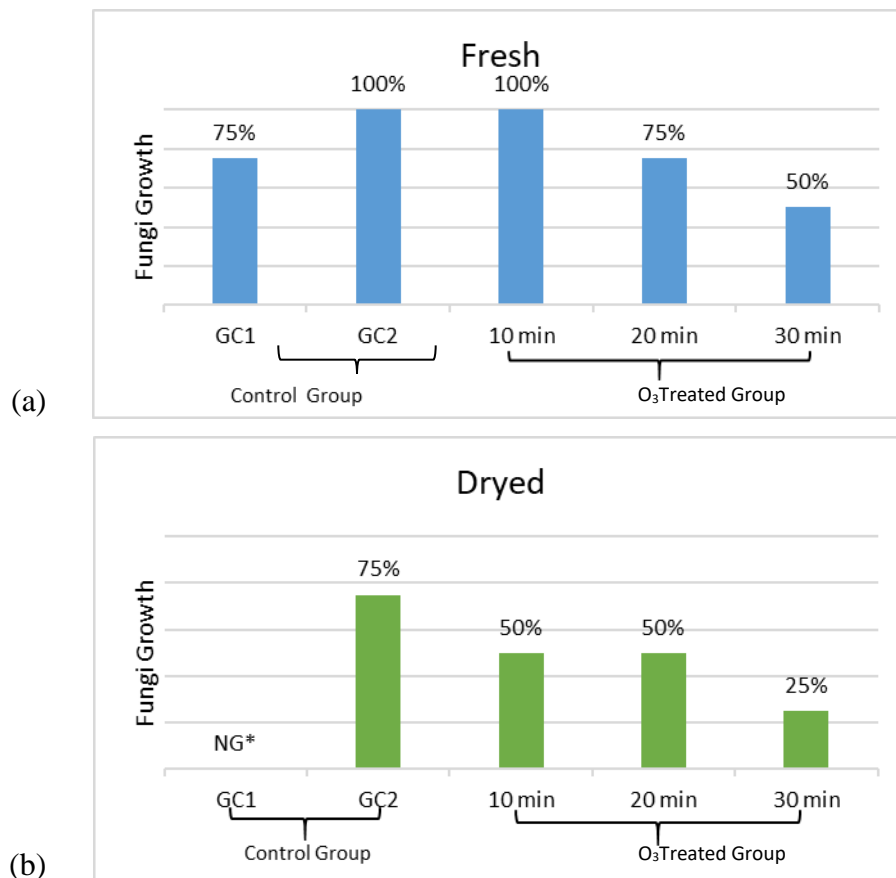 Fresh
100% 100%
75% 75%
50%
Fungi Growth
GC1 GC2 10 min 20 min 30 min
Control Group O₃Treated Group
(a)
Dryed
75%
50% 50%
25%
Fungi Growth
NG*
GC1 GC2 10 min 20 min 30 min
Control Group O₃Treated Group
(b)